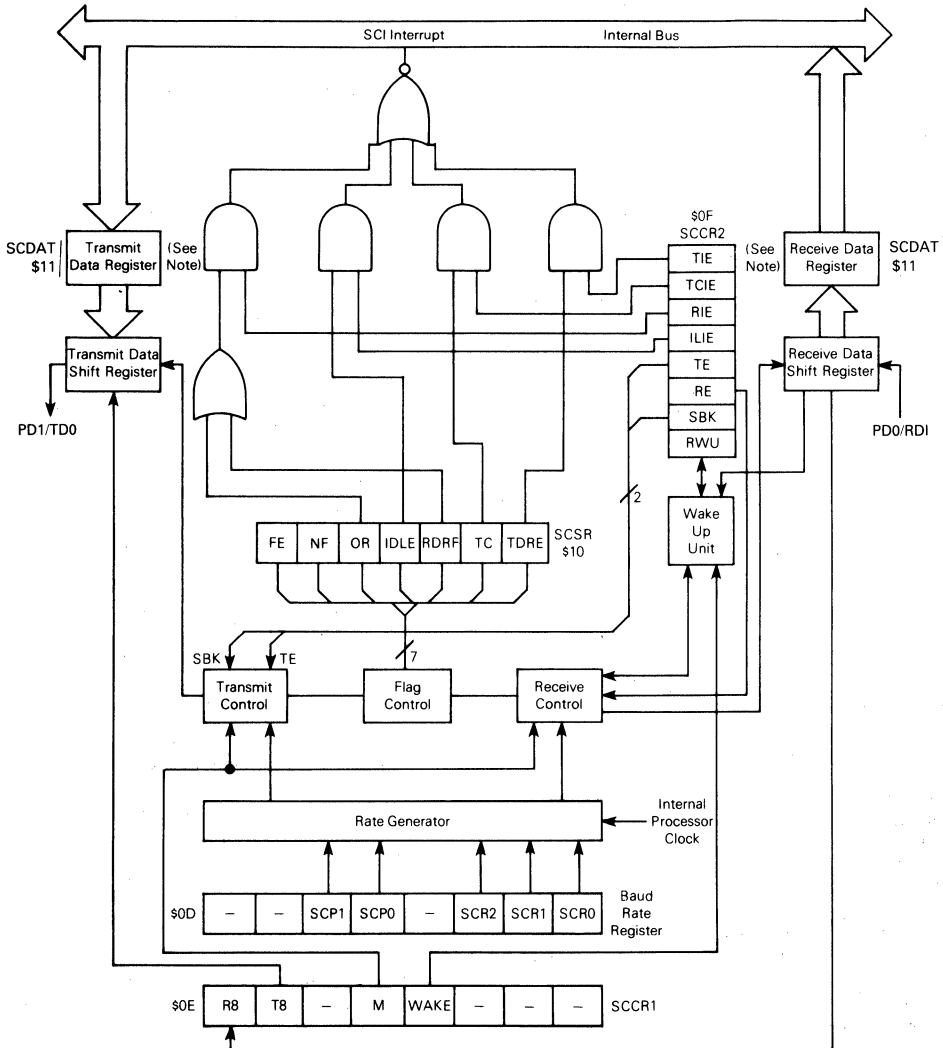 SCI Interrupt
Internal Bus
SCDAT
$11
Transmit
Data Register
(See
Note)
$0F
SCCR2
TIE
TCIE
RIE
ILIE
TE
RE
SBK
RWU
(See
Note)
Receive Data
Register
SCDAT
$11
Transmit Data
Shift Register
Receive Data
Shift Register
PD1/TD0
PD0/RDI
2
Wake
Up
Unit
FE
NF
OR
IDLE
RDRF
TC
TDRE
SCSR
$10
SBK
TE
7
Transmit
Control
Flag
Control
Receive
Control
Rate Generator
Internal
Processor
Clock
$0D
–
–
SCP1
SCP0
–
SCR2
SCR1
SCR0
Baud
Rate
Register
$0E
R8
T8
–
M
WAKE
–
–
–
SCCR1